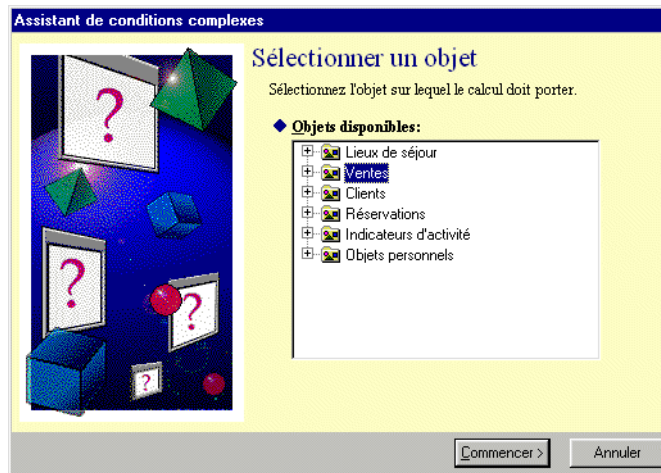 Assistant de conditions complexes
Sélectionner un objet
Sélectionnez l'objet sur lequel le calcul doit porter.
Objets disponibles:
Lieux de séjour
Ventes
Clients
Réservations
Indicateurs d'activité
Objets personnels
?
?
?
?
Commencer >
Annuler